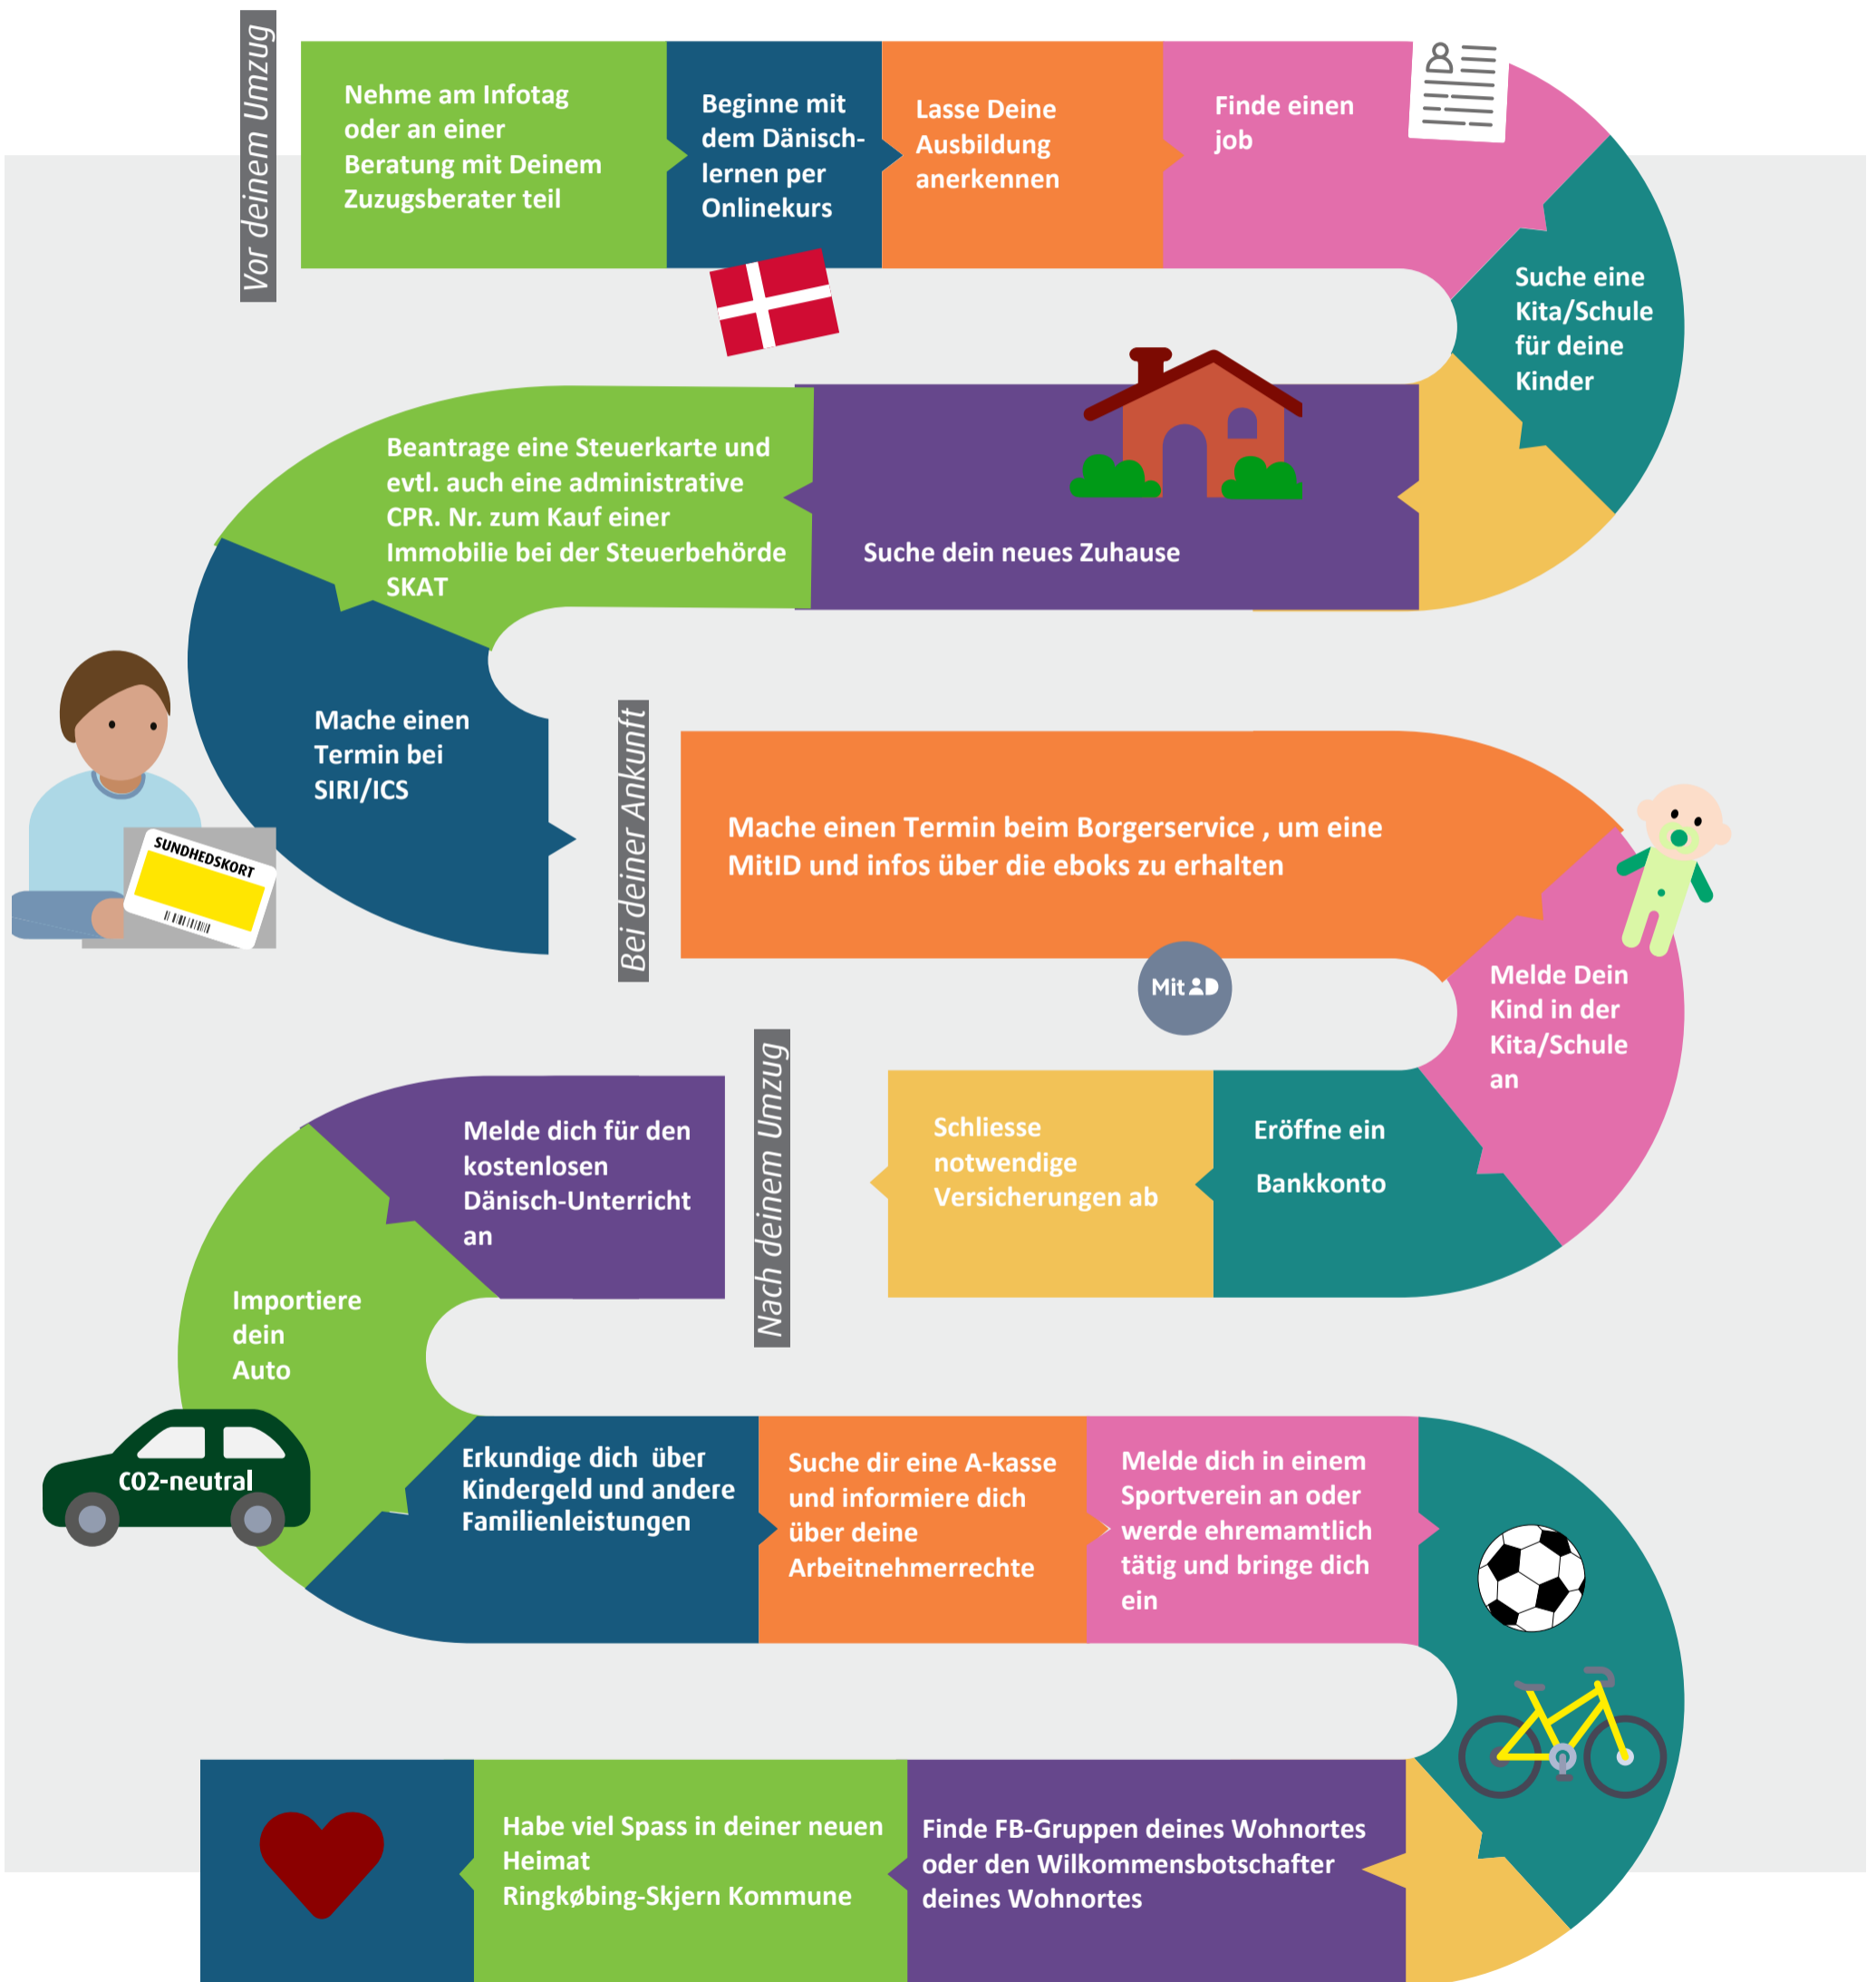 Vor deinem Umzug
Nehme am Infotag
oder an einer
Beratung mit Deinem
Zuzugsberater teil
Beginne mit
dem Dänisch-
lernen per
Onlinekurs
Lasse Deine
Ausbildung
anerkennen
Finde einen
job
Suche eine
Kita/Schule
für deine
Kinder
Suche dein neues Zuhause
Beantrage eine Steuerkarte und
evtl. auch eine administrative
CPR. Nr. zum Kauf einer
Immobilie bei der Steuerbehörde
SKAT
Mache einen
Termin bei
SIRI/ICS
SUNDHEDSKORT
Bei deiner Ankunft
Mache einen Termin beim Borgerservice , um eine
MitID und infos über die eboks zu erhalten
Mit D
Melde Dein
Kind in der
Kita/Schule
an
Eröffne ein
Bankkonto
Schliesse
notwendige
Versicherungen ab
Nach deinem Umzug
Melde dich für den
kostenlosen
Dänisch-Unterricht
an
Importiere
dein
Auto
CO2-neutral
Erkundige dich über
Kindergeld und andere
Familienleistungen
Suche dir eine A-kasse
und informiere dich
über deine
Arbeitnehmerrechte
Melde dich in einem
Sportverein an oder
werde ehremamtlich
tätig und bringe dich
ein
Finde FB-Gruppen deines Wohnortes
oder den Wilkommensbotschafter
deines Wohnortes
Habe viel Spass in deiner neuen
Heimat
Ringkøbing-Skjern Kommune